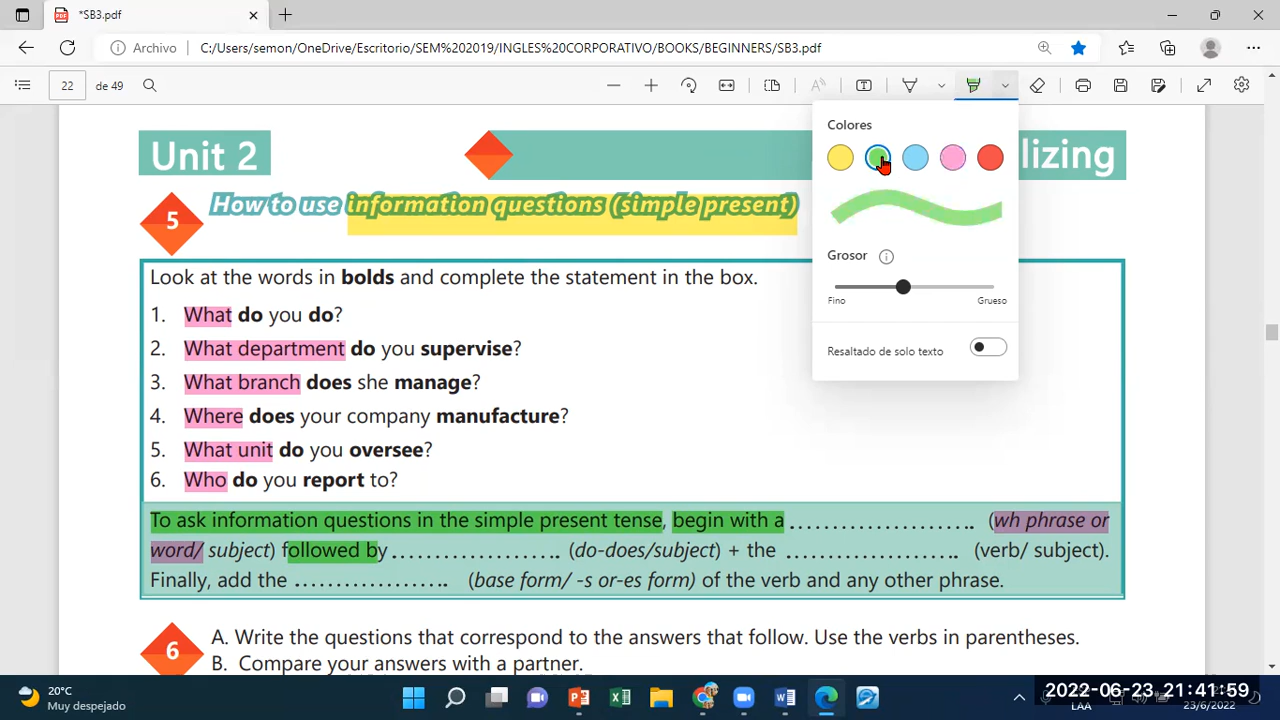 *SB3.pdf
Archivo
C:/Users/semon/OneDrive/Escritorio/SEM%202019/INGLES%20CORPORATIVO/BOOKS/BEGINNERS/SB3.pdf
22 de 49
Colores
Grosor
Fino Grueso
Resaltado de solo texto
Unit 2 lizing
5 How to use information questions (simple present)
Look at the words in bolds and complete the statement in the box.
1. What do you do?
2. What department do you supervise?
3. What branch does she manage?
4. Where does your company manufacture?
5. What unit do you oversee?
6. Who do you report to?
To ask information questions in the simple present tense, begin with a ...................... (wh phrase or
word/ subject) followed by .................... (do-does/subject) + the .................... (verb/ subject).
Finally, add the .................. (base form/ -s or-es form) of the verb and any other phrase.
6 A. Write the questions that correspond to the answers that follow. Use the verbs in parentheses.
B. Compare your answers with a partner.
20°C
Muy despejado
2022-06-23 21:41:59
LAA 23/6/2022